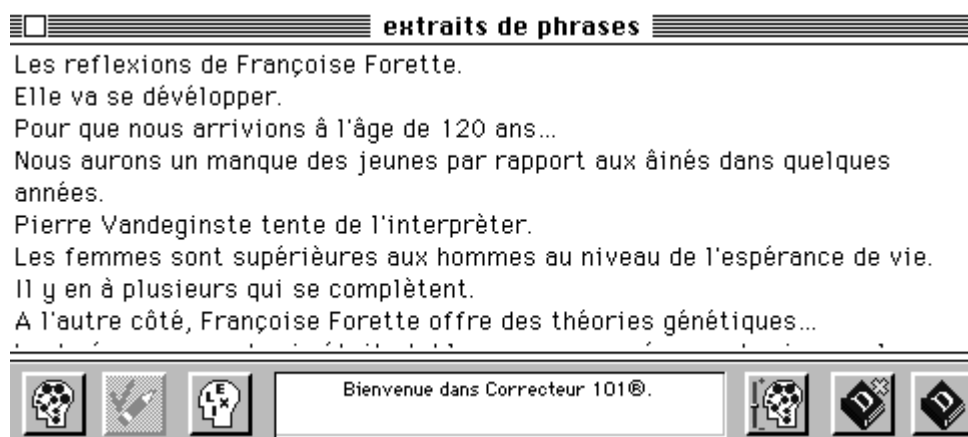 extraits de phrases
Les reflexions de Françoise Forette.
Elle va se dévélopper.
Pour que nous arrivions â l'âge de 120 ans...
Nous aurons un manque des jeunes par rapport aux âinés dans quelques
années.
Pierre Vandeginste tente de l'interprèter.
Les femmes sont supérièures aux hommes au niveau de l'espérance de vie.
Il y en à plusieurs qui se complètent.
A l'autre côté, Françoise Forette offre des théories génétiques...
Bienvenue dans Correcteur 101®.
E
L
I X
D
D